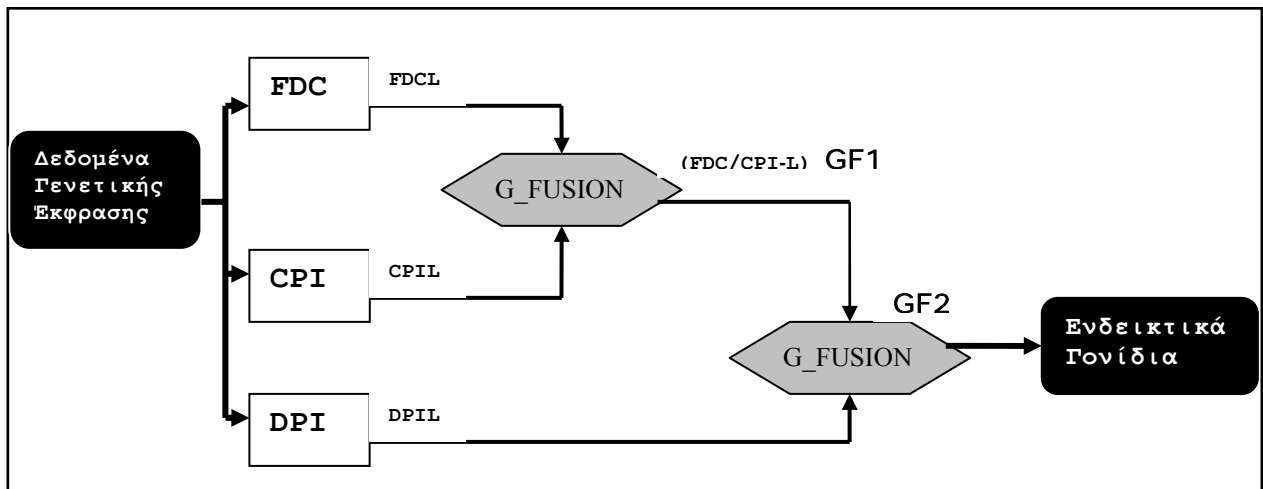 FDC
FDCL
Δεδομένα
Γενετικής
Έκφρασης
G_FUSION
(FDC/CPI-L) GF1
CPI
CPIL
GF2
G_FUSION
Ενδεικτικά
Γονίδια
DPI
DPIL